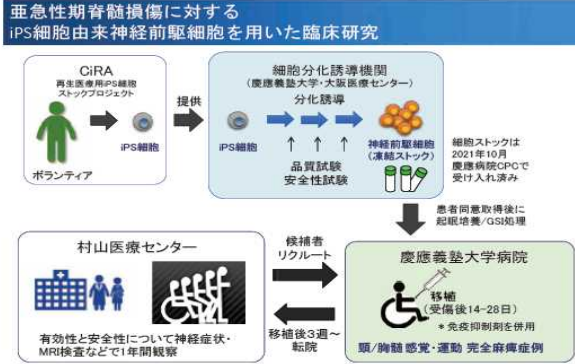 亜急性期脊髄損傷に対する
iPS細胞由来神経前駆細胞を用いた臨床研究
CiRA
再生医療用iPS細胞
ストックプロジェクト
iPS細胞
ボランティア
提供
細胞分化誘導機関
(慶應義塾大学・大阪医療センター)
分化誘導
iPS細胞
神経前駆細胞
(凍結ストック)
品質試験
安全性試験
細胞ストックは
2021年10月
慶應病院CPCで
受け入れ済み
患者同意取得後に
起眠培養/GSI処理
村山医療センター
有効性と安全性について神経症状・
MRI検査などで1年間観察
候補者
リクルート
移植後3週～
転院
慶應義塾大学病院
移植
(受傷後14-28日)
＊免疫抑制剤を併用
頸/胸髄 感覚・運動 完全麻痺症例